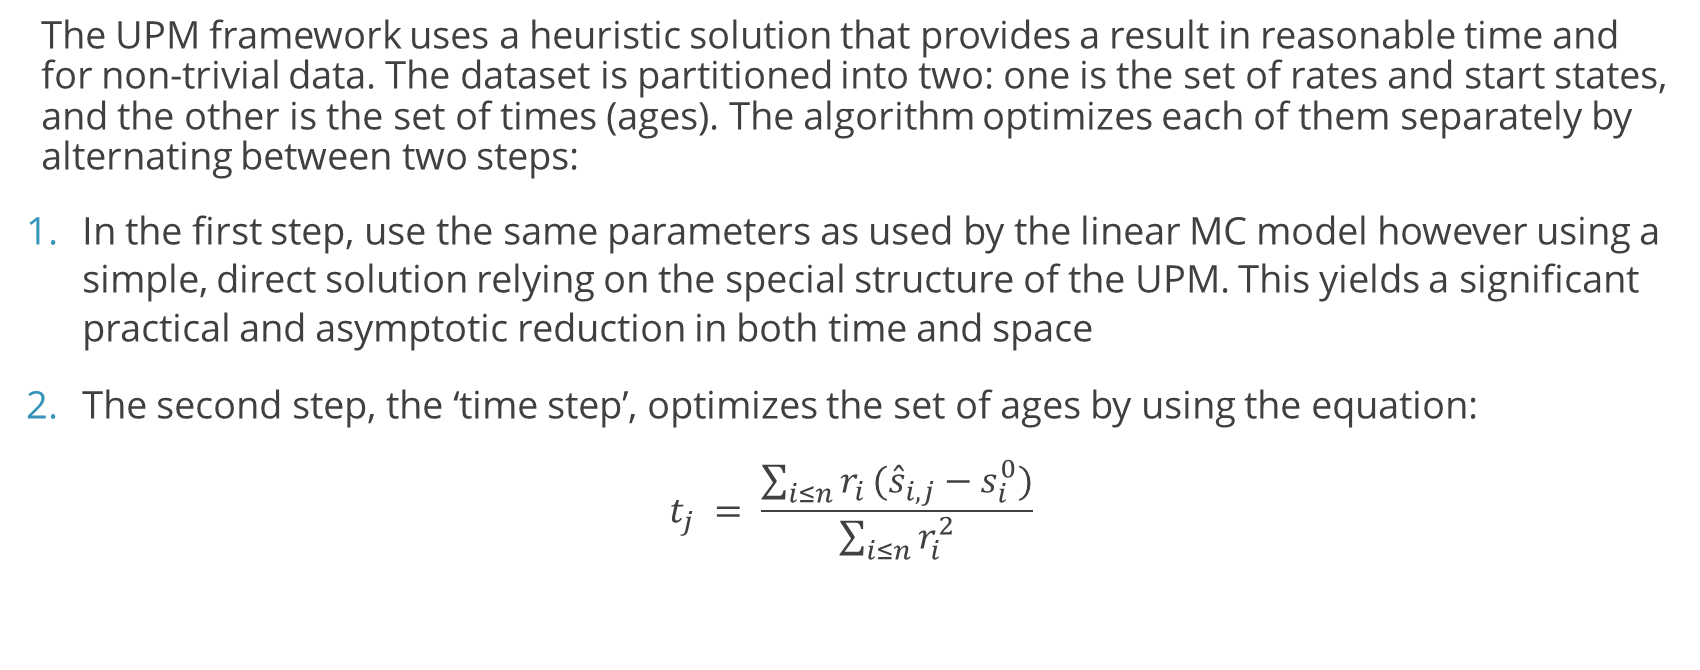 The UPM framework uses a heuristic solution that provides a result in reasonable time and
for non-trivial data. The dataset is partitioned into two: one is the set of rates and start states,
and the other is the set of times (ages). The algorithm optimizes each of them separately by
alternating between two steps:
1. In the first step, use the same parameters as used by the linear MC model however using a
simple, direct solution relying on the special structure of the UPM. This yields a significant
practical and asymptotic reduction in both time and space
2. The second step, the ‘time step’, optimizes the set of ages by using the equation:
t_j = \frac{\sum_{i≤n} r_i (\hat{s}_{i,j} − s_i^0)}{\sum_{i≤n} r_i^2}